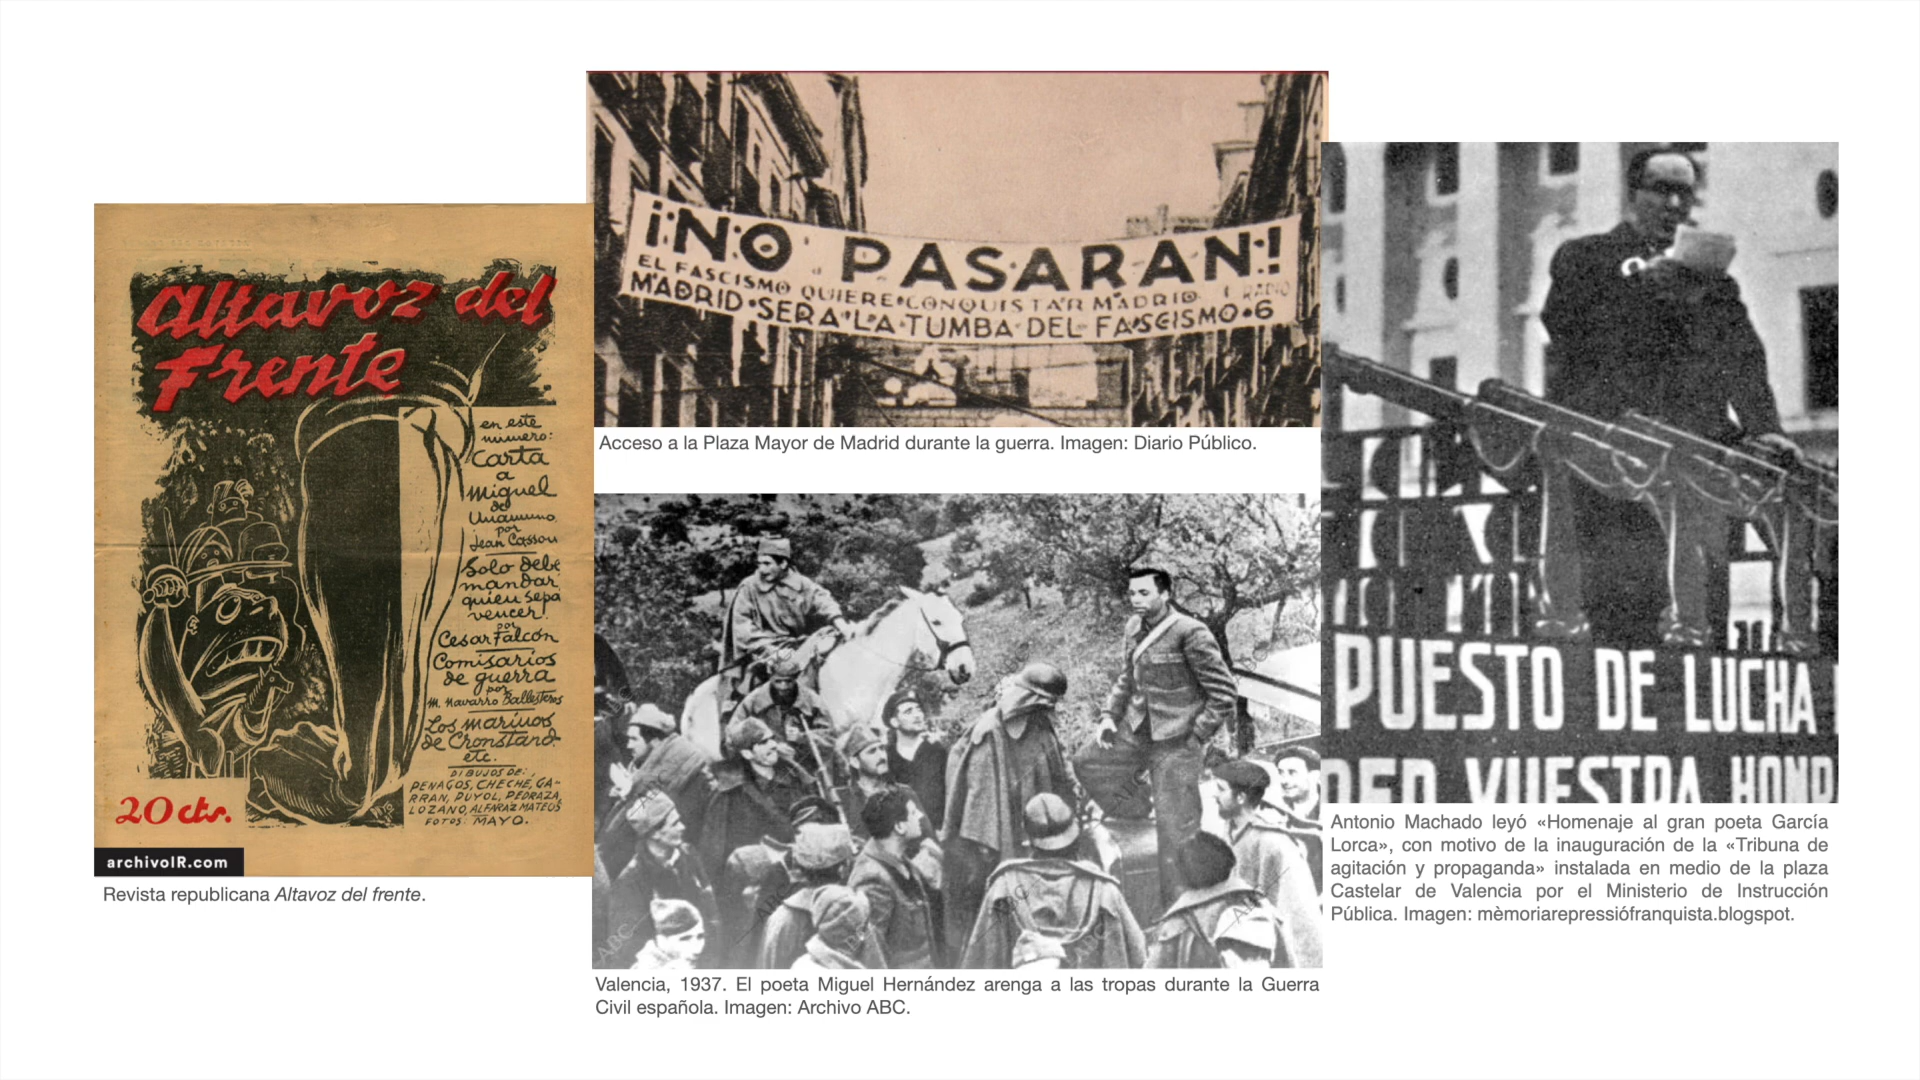 Altavoz del
Frente
en este
numero:
Carta
a
Miguel
de
Unamuno.
por
Jean Cassou
Solo debe
mandar
quien sepa
vencer.
por
Cesar Falcón
Comisarios
de guerra
por
M. Navarro Ballesteros
Los marinos
de Cronstand.
etc.
DIBUJOS DE:
PENAGOS, CHECHE, GA-
RRAN, PUYOL, PEDRAZA,
LOZANO, ALFARAZ MATEOS
FOTOS: MAYO.
20 cts.
archivoIR.com
Revista republicana Altavoz del frente.
¡NO PASARAN!
EL FASCISMO QUIERE CONQUISTAR MADRID RADIO
MADRID SERA LA TUMBA DEL FASCISMO 6
Acceso a la Plaza Mayor de Madrid durante la guerra. Imagen: Diario Público.
ABC
Valencia, 1937. El poeta Miguel Hernández arenga a las tropas durante la Guerra
Civil española. Imagen: Archivo ABC.
PUESTO DE LUCHA
VUESTRA
Antonio Machado leyó «Homenaje al gran poeta García
Lorca», con motivo de la inauguración de la «Tribuna de
agitación y propaganda» instalada en medio de la plaza
Castelar de Valencia por el Ministerio de Instrucción
Pública. Imagen: mèmoriarepressiófranquista.blogspot.